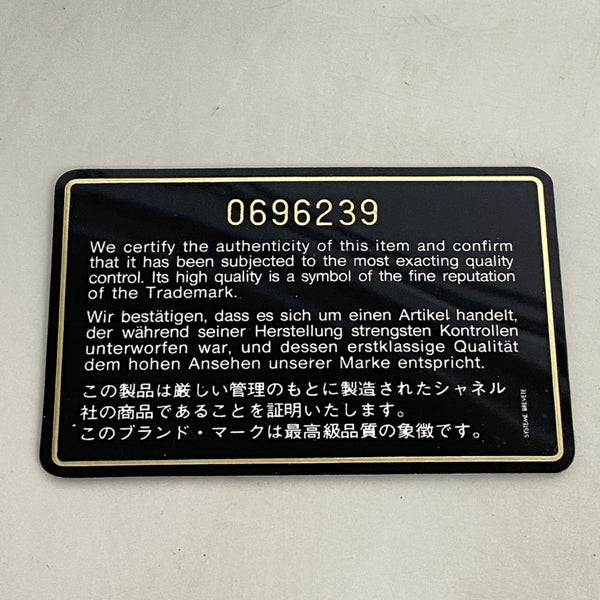 0696239
We certify the authenticity of this item and confirm
that it has been subjected to the most exacting quality
control. Its high quality is a symbol of the fine reputation
of the Trademark.
Wir bestätigen, dass es sich um einen Artikel handelt,
der während seiner Herstellung strengsten Kontrollen
unterworfen war, und dessen erstklassige Qualität
dem hohen Ansehen unserer Marke entspricht.
この製品は厳しい管理のもとに製造されたシャネル
社の商品であることを証明いたします。
このブランド・マークは最高級品質の象徴です。
SYSTEME BREVETE